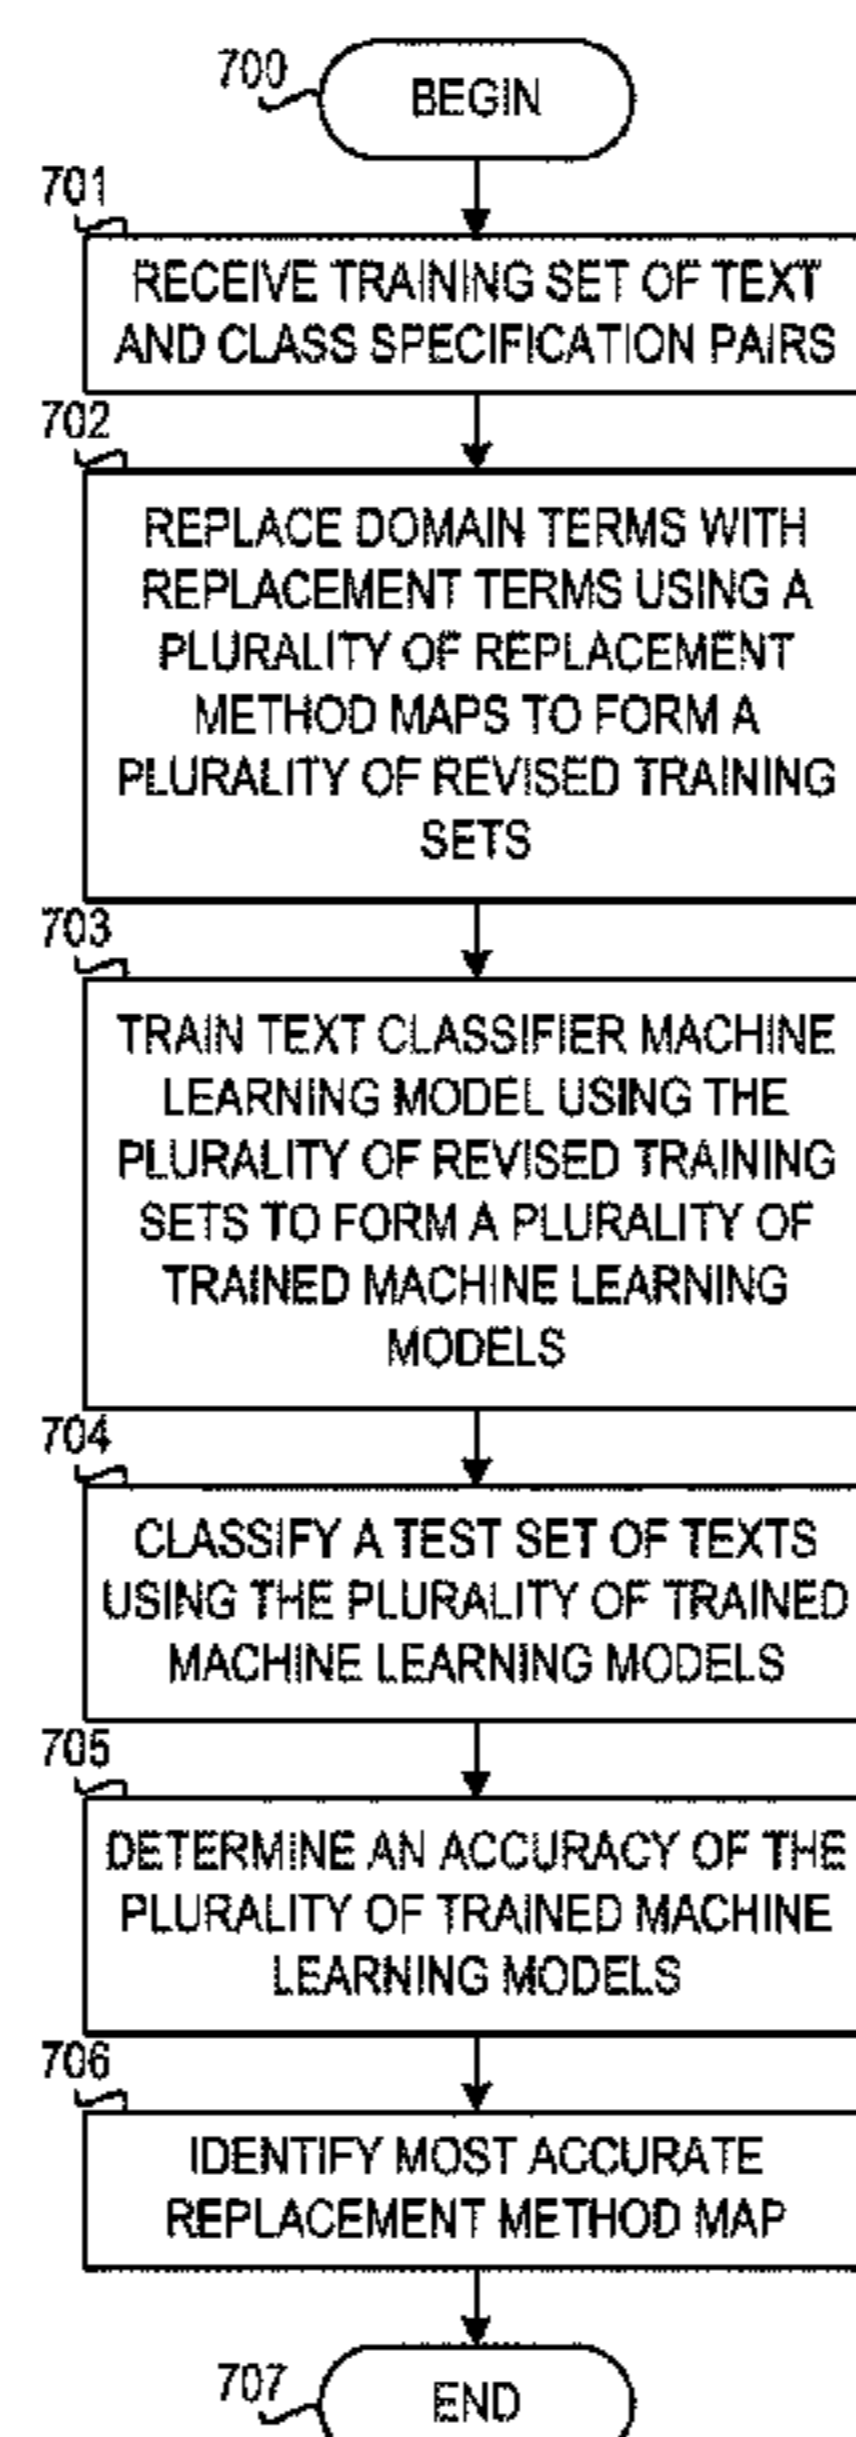 700
BEGIN
701
RECEIVE TRAINING SET OF TEXT
AND CLASS SPECIFICATION PAIRS
702
REPLACE DOMAIN TERMS WITH
REPLACEMENT TERMS USING A
PLURALITY OF REPLACEMENT
METHOD MAPS TO FORM A
PLURALITY OF REVISED TRAINING
SETS
703
TRAIN TEXT CLASSIFIER MACHINE
LEARNING MODEL USING THE
PLURALITY OF REVISED TRAINING
SETS TO FORM A PLURALITY OF
TRAINED MACHINE LEARNING
MODELS
704
CLASSIFY A TEST SET OF TEXTS
USING THE PLURALITY OF TRAINED
MACHINE LEARNING MODELS
705
DETERMINE AN ACCURACY OF THE
PLURALITY OF TRAINED MACHINE
LEARNING MODELS
706
IDENTIFY MOST ACCURATE
REPLACEMENT METHOD MAP
707
END